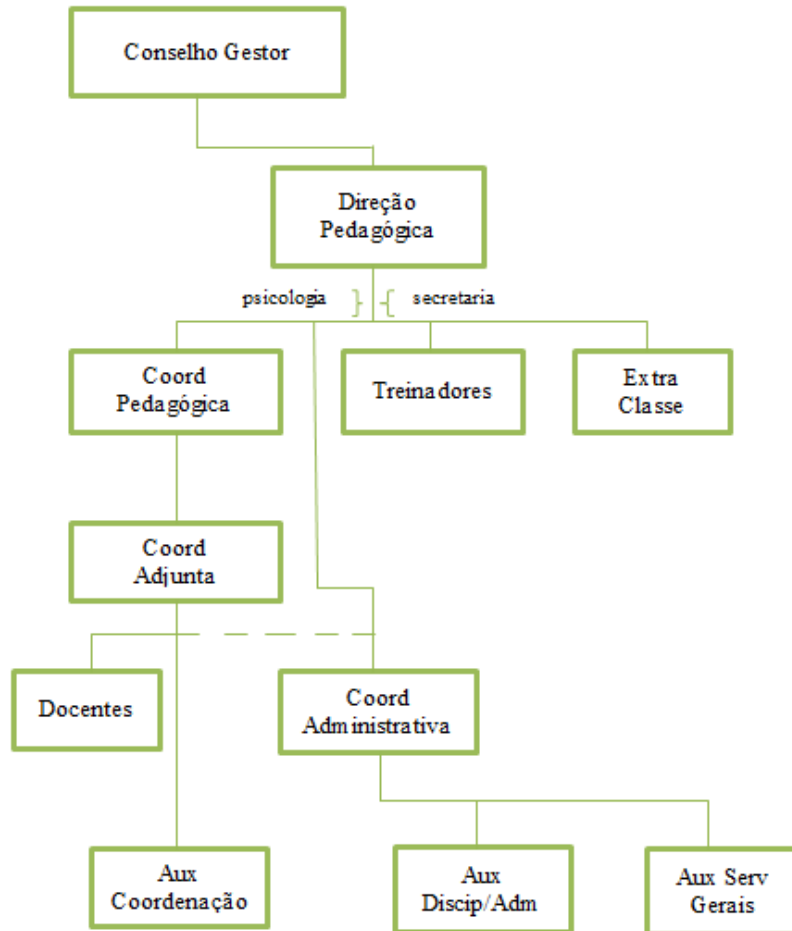 Conselho Gestor
Direção
Pedagógica
psicologia } { secretaria
Coord
Pedagógica
Treinadores
Extra
Classe
Coord
Adjunta
Docentes
Coord
Administrativa
Aux
Coordenação
Aux
Discip/Adm
Aux Serv
Gerais